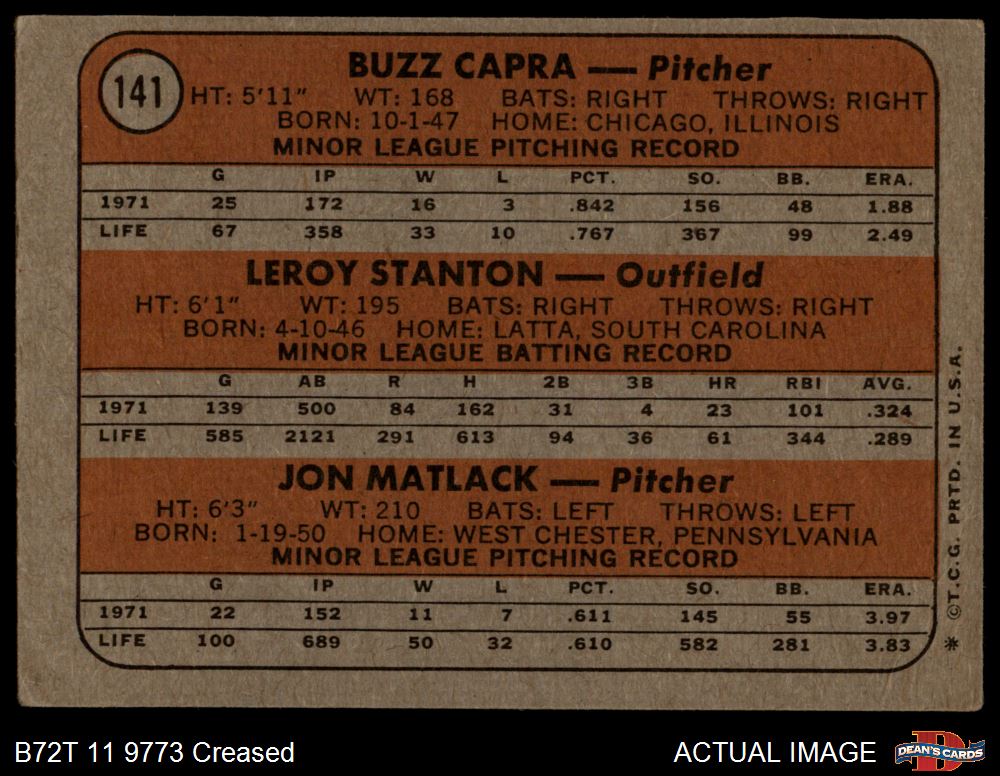 141
BUZZ CAPRA — Pitcher
HT: 5'11" WT: 168 BATS: RIGHT THROWS: RIGHT
BORN: 10-1-47 HOME: CHICAGO, ILLINOIS
MINOR LEAGUE PITCHING RECORD
G IP W L PCT. SO. BB. ERA.
1971 25 172 16 3 .842 156 48 1.88
LIFE 67 358 33 10 .767 367 99 2.49
LEROY STANTON — Outfield
HT: 6'1" WT: 195 BATS: RIGHT THROWS: RIGHT
BORN: 4-10-46 HOME: LATTA, SOUTH CAROLINA
MINOR LEAGUE BATTING RECORD
G AB R H 2B 3B HR RBI AVG.
1971 139 500 84 162 31 4 23 101 .324
LIFE 585 2121 291 613 94 36 61 344 .289
JON MATLACK — Pitcher
HT: 6'3" WT: 210 BATS: LEFT THROWS: LEFT
BORN: 1-19-50 HOME: WEST CHESTER, PENNSYLVANIA
MINOR LEAGUE PITCHING RECORD
G IP W L PCT. SO. BB. ERA.
1971 22 152 11 7 .611 145 55 3.97
LIFE 100 689 50 32 .610 582 281 3.83
* ©T.C.G. PRTD. IN U.S.A.
B72T 11 9773 Creased
ACTUAL IMAGE
DEAN'S CARDS